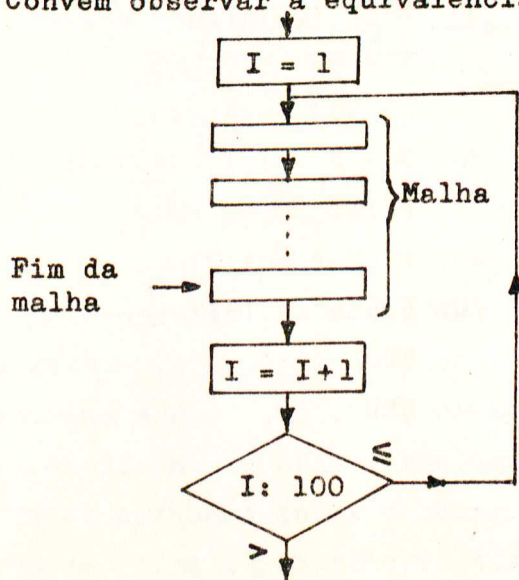 Convém observar a equivalência
I = 1
Malha
Fim da
malha
I = I+1
≤
I: 100
>